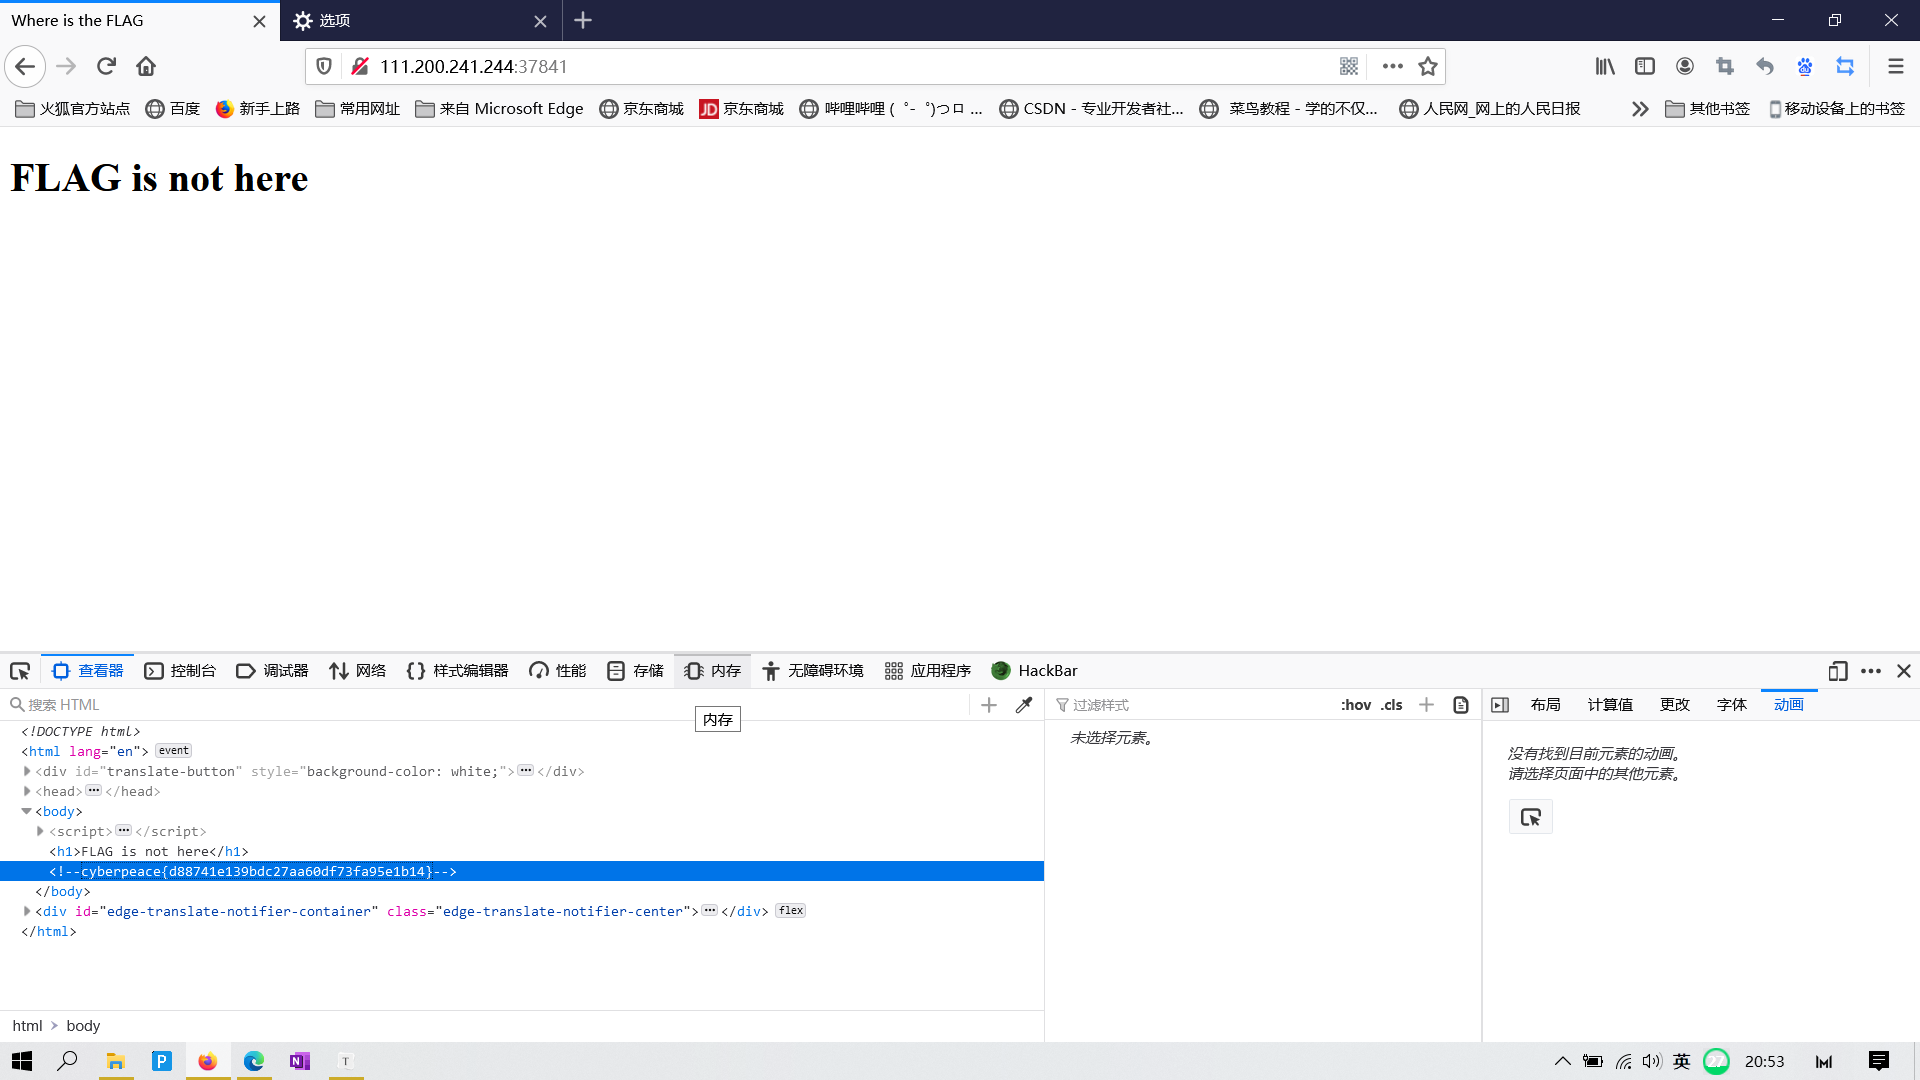 Where is the FLAG
选项
111.200.241.244:37841
火狐官方站点 百度 新手上路 常用网址 来自 Microsoft Edge 京东商城 JD 京东商城 哔哩哔哩 ( ゜- ゜)つロ ... CSDN - 专业开发者社... 菜鸟教程 - 学的不仅... 人民网_网上的人民日报 其他书签 移动设备上的书签
FLAG is not here
查看器 控制台 调试器 网络 样式编辑器 性能 存储 内存 无障碍环境 应用程序 HackBar
搜索 HTML
过滤样式 :hov .cls
布局 计算值 更改 字体 动画
内存
<!DOCTYPE html>
<html lang="en"> event
<div id="translate-button" style="background-color: white;">...</div>
<head>...</head>
<body>
<script>...</script>
<h1>FLAG is not here</h1>
<!--cyberpeace{d88741e139bdc27aa60df73fa95e1b14}-->
</body>
<div id="edge-translate-notifier-container" class="edge-translate-notifier-center">...</div> flex
</html>
未选择元素。
没有找到目前元素的动画。
请选择页面中的其他元素。
html > body
P N T
英 27 20:53